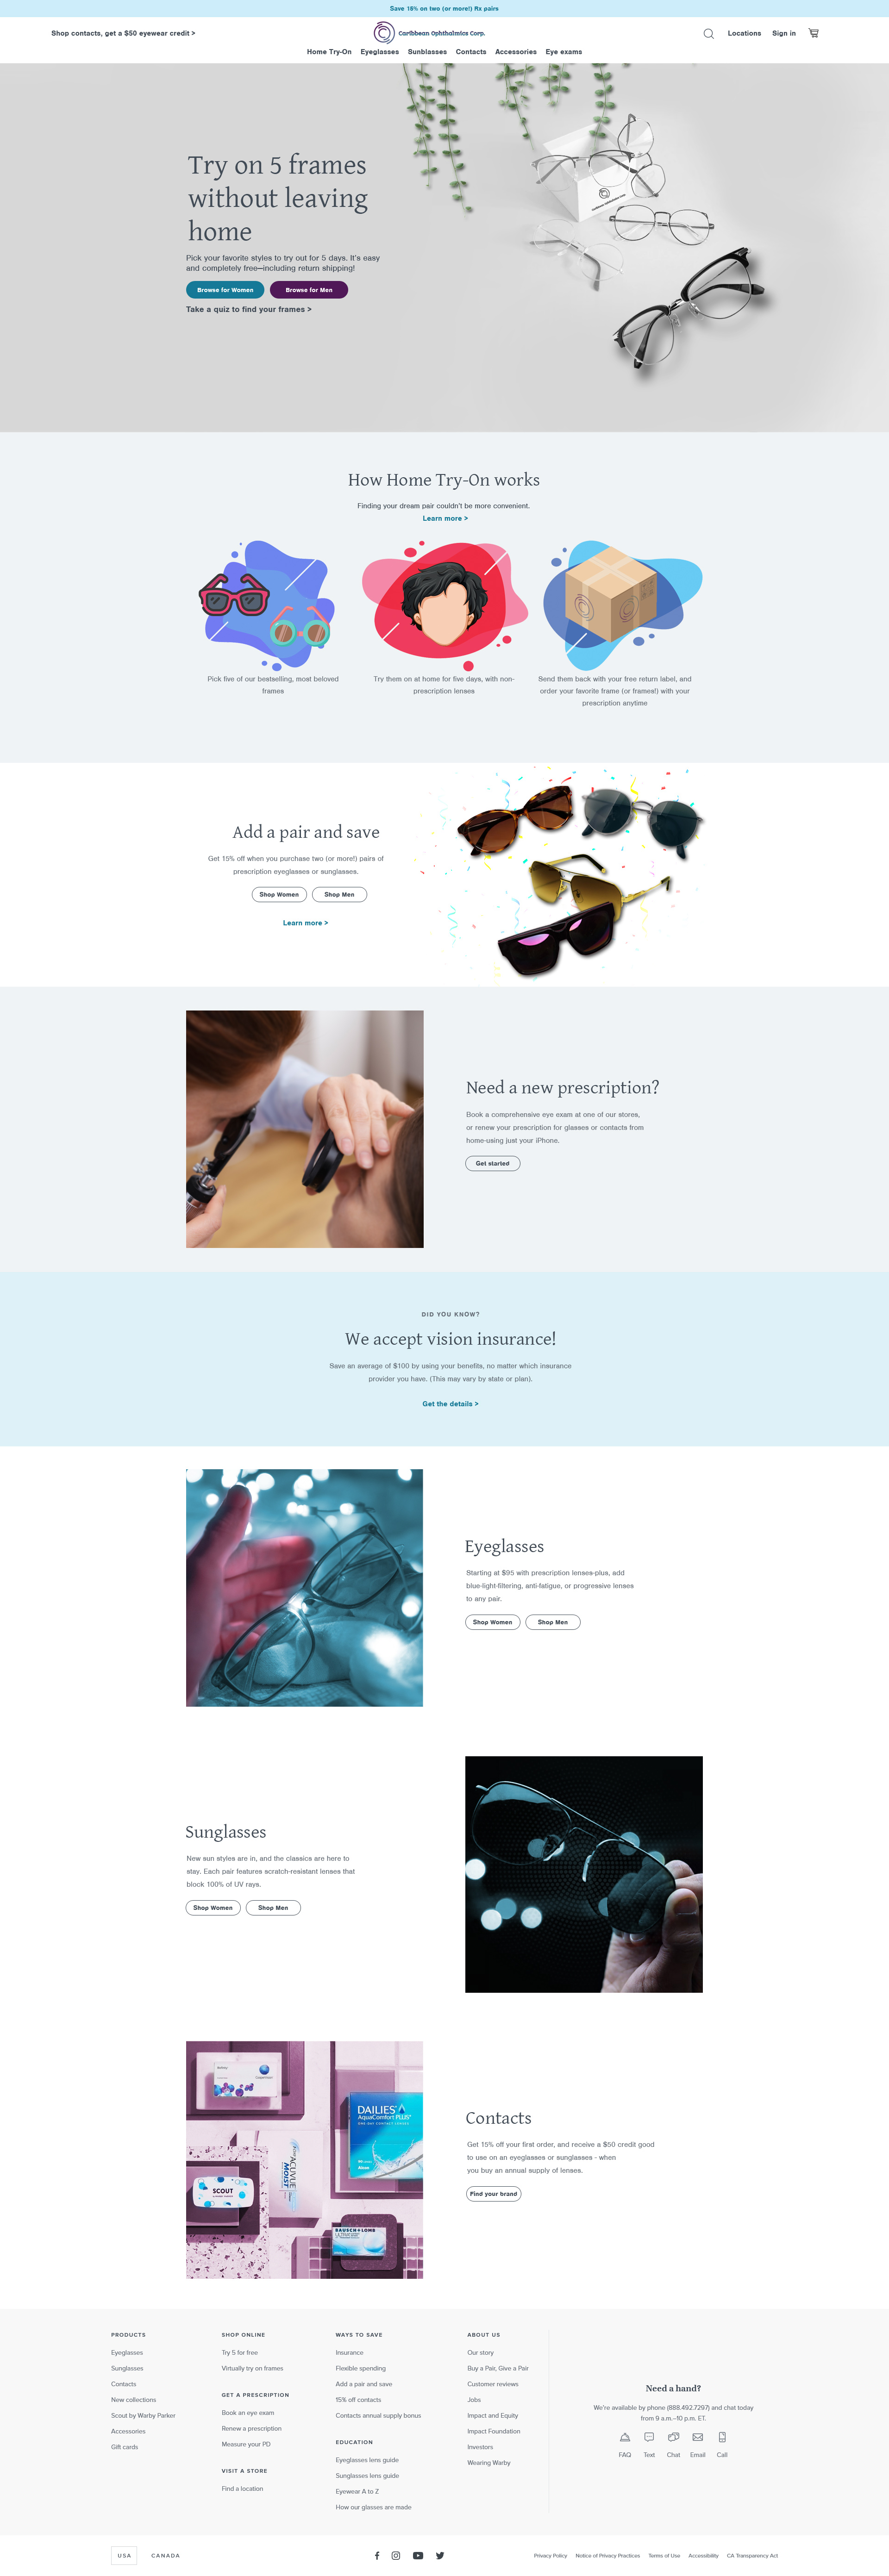 Save 15% on two (or more!) Rx pairs
Shop contacts, get a $50 eyewear credit >
Caribbean Ophthalmics Corp.
Locations
Sign in
Home Try-On
Eyeglasses
Sunblasses
Contacts
Accessories
Eye exams
Try on 5 frames
without leaving
home
Pick your favorite styles to try out for 5 days. It's easy
and completely free—including return shipping!
Browse for Women
Browse for Men
Take a quiz to find your frames >
How Home Try-On works
Finding your dream pair couldn't be more convenient.
Learn more >
Pick five of our bestselling, most beloved
frames
Try them on at home for five days, with non-
prescription lenses
Send them back with your free return label, and
order your favorite frame (or frames!) with your
prescription anytime
Add a pair and save
Get 15% off when you purchase two (or more!) pairs of
prescription eyeglasses or sunglasses.
Shop Women
Shop Men
Learn more >
Need a new prescription?
Book a comprehensive eye exam at one of our stores,
or renew your prescription for glasses or contacts from
home-using just your iPhone.
Get started
DID YOU KNOW?
We accept vision insurance!
Save an average of $100 by using your benefits, no matter which insurance
provider you have. (This may vary by state or plan).
Get the details >
Eyeglasses
Starting at $95 with prescription lenses-plus, add
blue-light-filtering, anti-fatigue, or progressive lenses
to any pair.
Shop Women
Shop Men
Sunglasses
New sun styles are in, and the classics are here to
stay. Each pair features scratch-resistant lenses that
block 100% of UV rays.
Shop Women
Shop Men
DAILIES
AquaComfort PLUS
ACUVUE
MOIST
SCOUT
BAUSCH + LOMB
ULTRA
Contacts
Get 15% off your first order, and receive a $50 credit good
to use on an eyeglasses or sunglasses - when
you buy an annual supply of lenses.
Find your brand
PRODUCTS
Eyeglasses
Sunglasses
Contacts
New collections
Scout by Warby Parker
Accessories
Gift cards
SHOP ONLINE
Try 5 for free
Virtually try on frames
GET A PRESCRIPTION
Book an eye exam
Renew a prescription
Measure your PD
VISIT A STORE
Find a location
WAYS TO SAVE
Insurance
Flexible spending
Add a pair and save
15% off contacts
Contacts annual supply bonus
EDUCATION
Eyeglasses lens guide
Sunglasses lens guide
Eyewear A to Z
How our glasses are made
ABOUT US
Our story
Buy a Pair, Give a Pair
Customer reviews
Jobs
Impact and Equity
Impact Foundation
Investors
Wearing Warby
Need a hand?
We're available by phone (888.492.7297) and chat today
from 9 a.m.–10 p.m. ET.
FAQ
Text
Chat
Email
Call
USA
CANADA
Privacy Policy
Notice of Privacy Practices
Terms of Use
Accessibility
CA Transparency Act